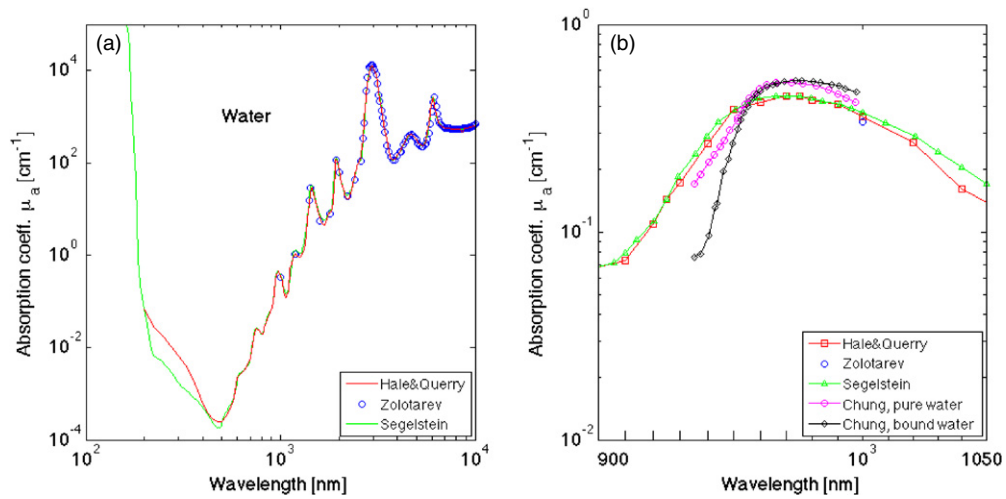 (a)
Water
Absorption coeff. μ a [cm-1]
10^4
10^2
10^0
10^-2
10^-4
10^2
10^3
10^4
Wavelength [nm]
Hale&Querry
Zolotarev
Segelstein
(b)
Absorption coeff. μ a [cm-1]
10^0
10^-1
10^-2
900
10^3
1050
Wavelength [nm]
Hale&Querry
Zolotarev
Segelstein
Chung, pure water
Chung, bound water